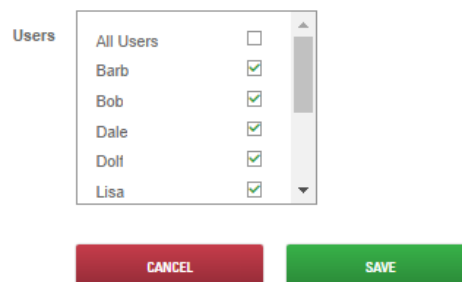 Users
All Users
Barb
Bob
Dale
Dolf
Lisa
CANCEL SAVE